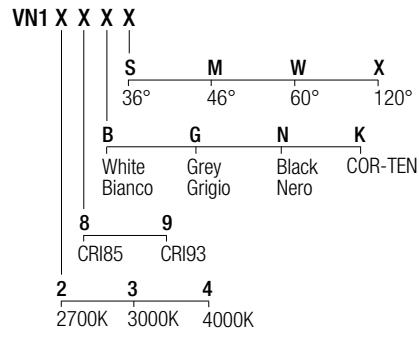 VN1 X X X X
S M W X
36° 46° 60° 120°
B G N K
White Grey Black COR-TEN
Bianco Grigio Nero
8 9
CRI85 CRI93
2 3 4
2700K 3000K 4000K